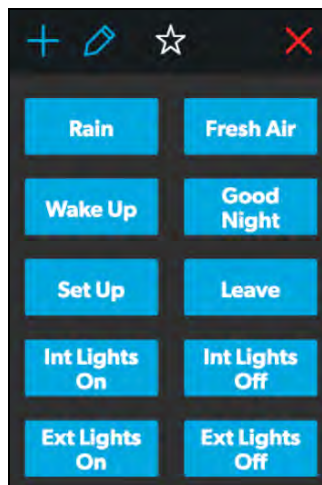 Rain
Fresh Air
Wake Up
Good
Night
Set Up
Leave
Int Lights
On
Int Lights
Off
Ext Lights
On
Ext Lights
Off